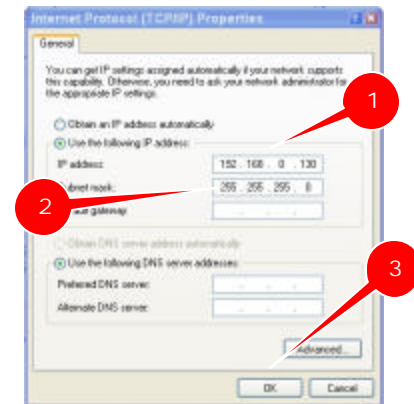 Internet Protocol (TCP/IP) Properties
General
You can get IP settings assigned automatically if your network supports
this capability. Otherwise, you need to ask your network administrator for
the appropriate IP settings.
Obtain an IP address automatically
Use the following IP address:
IP address:
192 . 168 . 0 . 130
mask:
255 . 255 . 255 . 0
gateway:
Obtain DNS server address automatically
Use the following DNS server addresses:
Preferred DNS server:
Alternate DNS server:
Advanced...
OK
Cancel
1
2
3